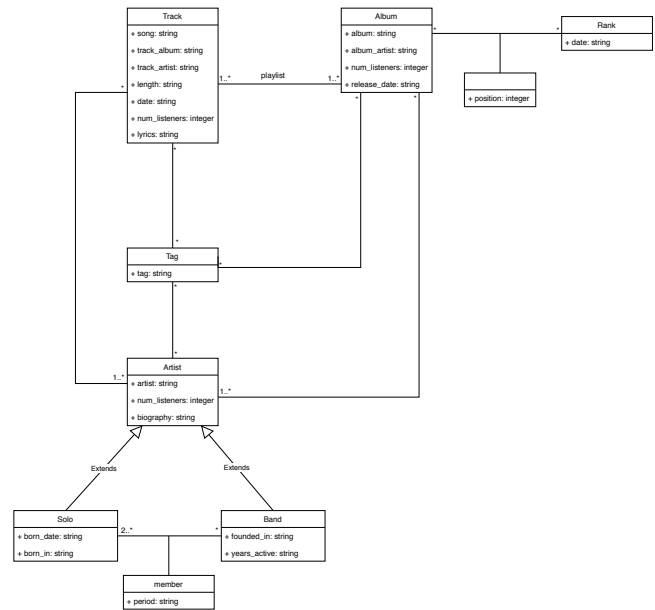 Track
+ song: string
+ track_album: string
+ track_artist: string
+ length: string
+ date: string
+ num_listeners: integer
+ lyrics: string
Album
+ album: string
+ album_artist: string
+ num_listeners: integer
+ release_date: string
Rank
+ date: string
+ position: integer
* *
1..* playlist 1..*
*
* *
*
*
Tag
+ tag: string
*
*
*
1..* 1..*
Artist
+ artist: string
+ num_listeners: integer
+ biography: string
Extends Extends
Solo
+ born_date: string
+ born_in: string
2..* *
Band
+ founded_in: string
+ years_active: string
member
+ period: string